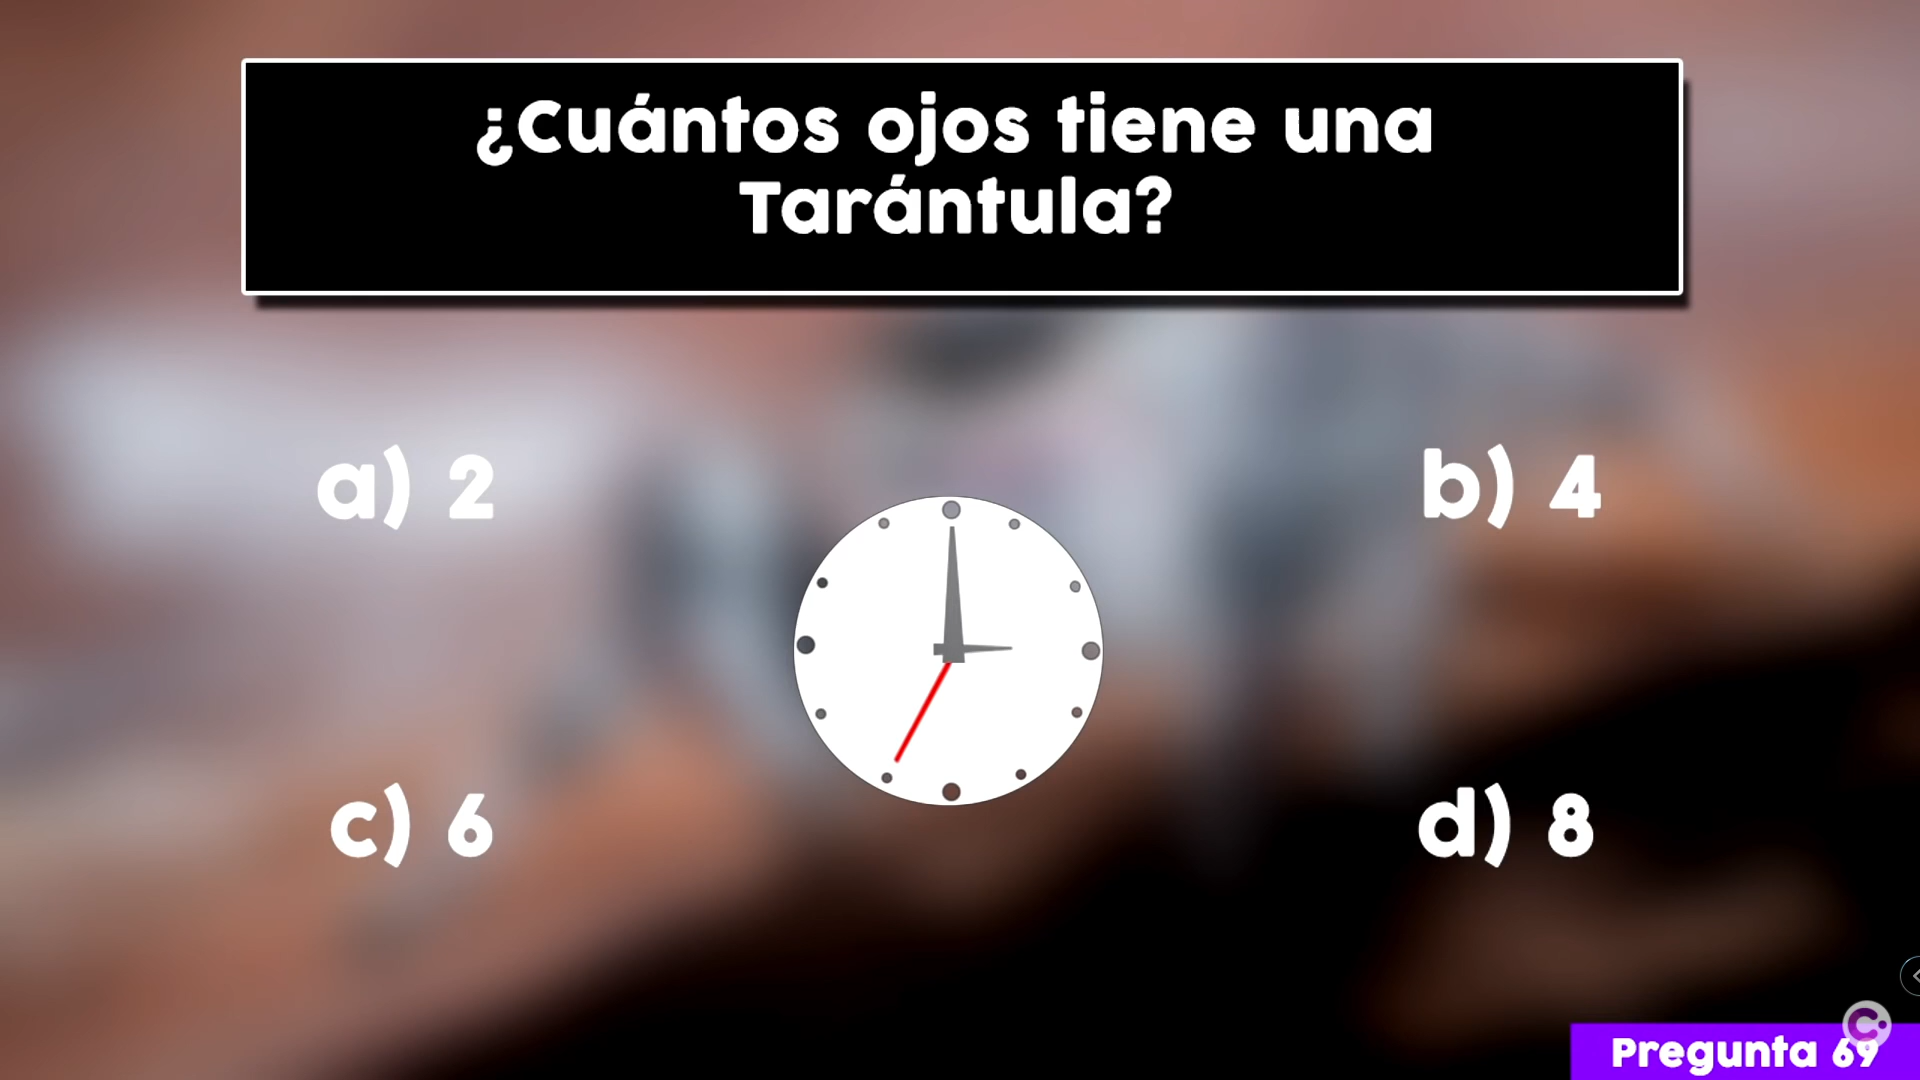 ¿Cuántos ojos tiene una
Tarántula?
a) 2
b) 4
c) 6
d) 8
Pregunta 69